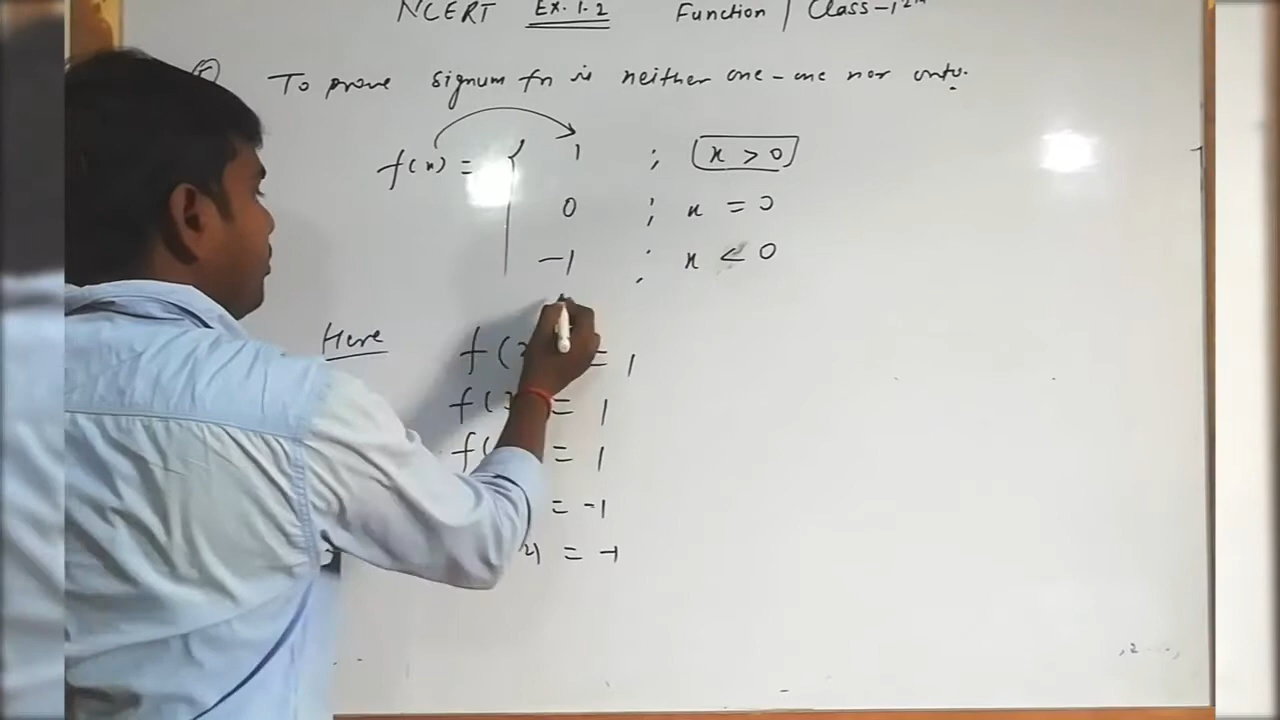 NCERT Ex. 1.2 Function / Class-12th
To prove signum fn is neither one-one nor onto.
f(x) = { 1 ; x > 0
0 ; x = 0
-1 ; x < 0
Here f( = 1
f( = 1
f( = 1
= -1
= -1